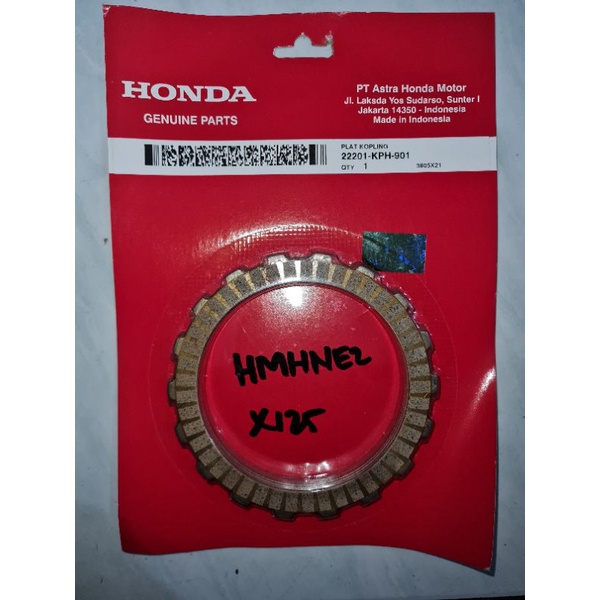 HONDA
GENUINE PARTS
PT Astra Honda Motor
Jl. Laksda Yos Sudarso, Sunter I
Jakarta 14350 - Indonesia
Made in Indonesia
PLAT KOPLING
22201-KPH-901
QTY 1 3805X21
HMHNE2
X125